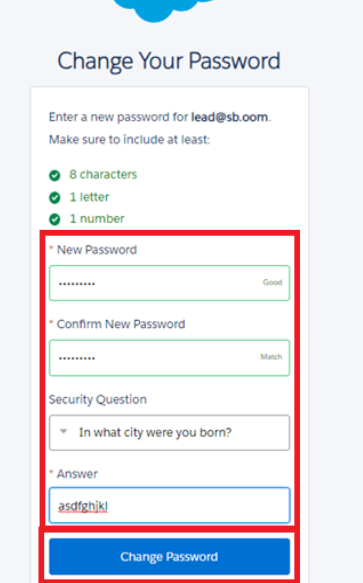 Change Your Password
Enter a new password for lead@sb.oom.
Make sure to include at least:
8 characters
1 letter
1 number
* New Password
••••••••• Good
* Confirm New Password
••••••••• Match
Security Question
In what city were you born?
* Answer
asdfghjkl
Change Password